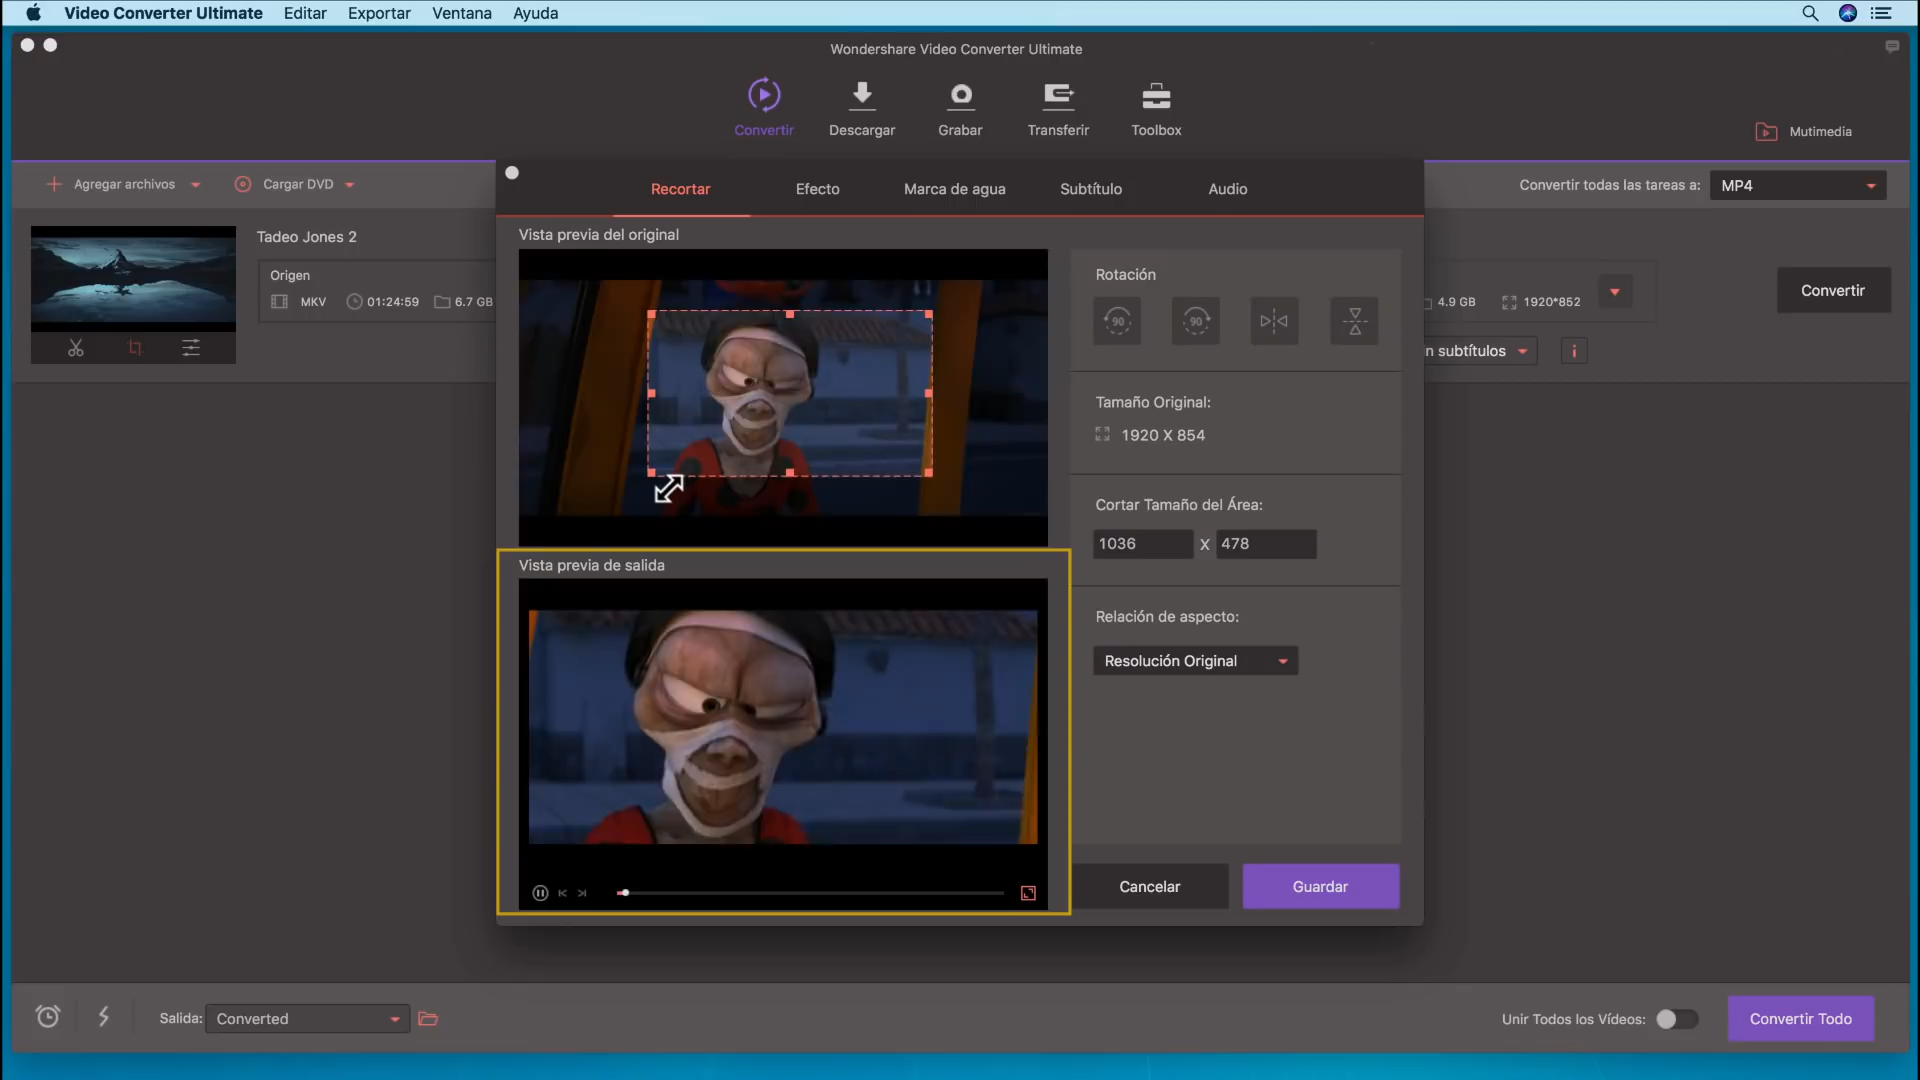 Video Converter Ultimate Editar Exportar Ventana Ayuda
Wondershare Video Converter Ultimate
Convertir Descargar Grabar Transferir Toolbox
Mutimedia
Agregar archivos Cargar DVD
Convertir todas las tareas a: MP4
Recortar Efecto Marca de agua Subtítulo Audio
Tadeo Jones 2
Origen
MKV 01:24:59 6.7 GB
4.9 GB 1920*852
Convertir
n subtítulos
Vista previa del original
Rotación
90 90
Tamaño Original:
1920 X 854
Cortar Tamaño del Área:
1036 X 478
Vista previa de salida
Relación de aspecto:
Resolución Original
Cancelar Guardar
Salida: Converted
Unir Todos los Vídeos:
Convertir Todo